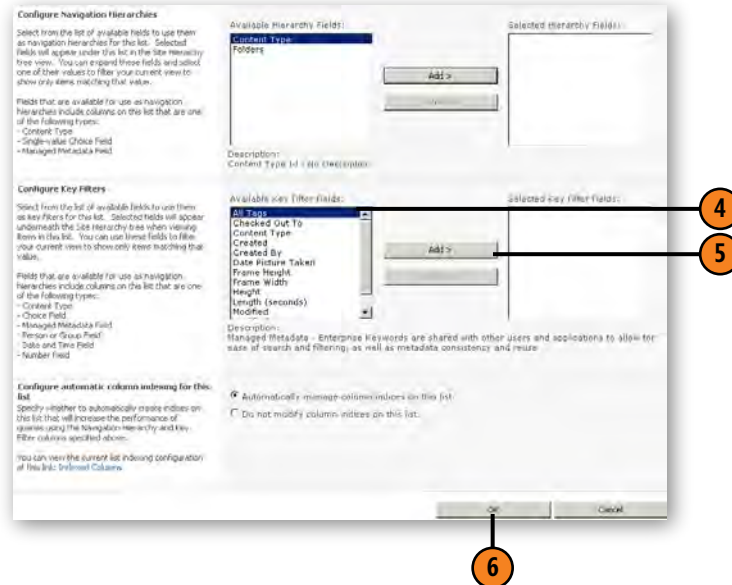 Configure Navigation Hierarchies
Select from the list of available fields to use them
as navigation hierarchies for this list. Selected
fields will appear under this list in the Site Hierarchy
tree view. You can expand these fields and select
one of their values to filter your current view to
show only items matching that value.
Fields that are available for use as navigation
hierarchies include columns on this list that are one
of the following types:
- Content Type
- Single-value Choice Field
- Managed Metadata Field
Available Hierarchy Fields:
Content Type
Folders
Add >
Selected Hierarchy Fields:
Description:
Content Type Id : No Description
Configure Key Filters
Select from the list of available fields to use them
as key filters for this list. Selected fields will appear
underneath the Site Hierarchy tree when viewing
items in this list. You can use these fields to filter
your current view to show only items matching that
value.
Fields that are available for use as navigation
hierarchies include columns on this list that are one
of the following types:
- Content Type
- Choice Field
- Managed Metadata Field
- Person or Group Field
- Date and Time Field
- Number Field
Available Key Filter Fields:
All Tags
Checked Out To
Content Type
Created
Created By
Date Picture Taken
Frame Height
Frame Width
Height
Length (seconds)
Modified
Add >
Selected Key Filter Fields:
Description:
Managed Metadata - Enterprise Keywords are shared with other users and applications to allow for
ease of search and filtering, as well as metadata consistency and reuse
Configure automatic column indexing for this
list
Specify whether to automatically create indices on
this list that will increase the performance of
queries using the Navigation Hierarchy and Key
Filter columns specified above.
You can view the current list indexing configuration
at this link: Indexed Columns
Automatically manage column indices on this list
Do not modify column indices on this list.
OK
Cancel
4
5
6